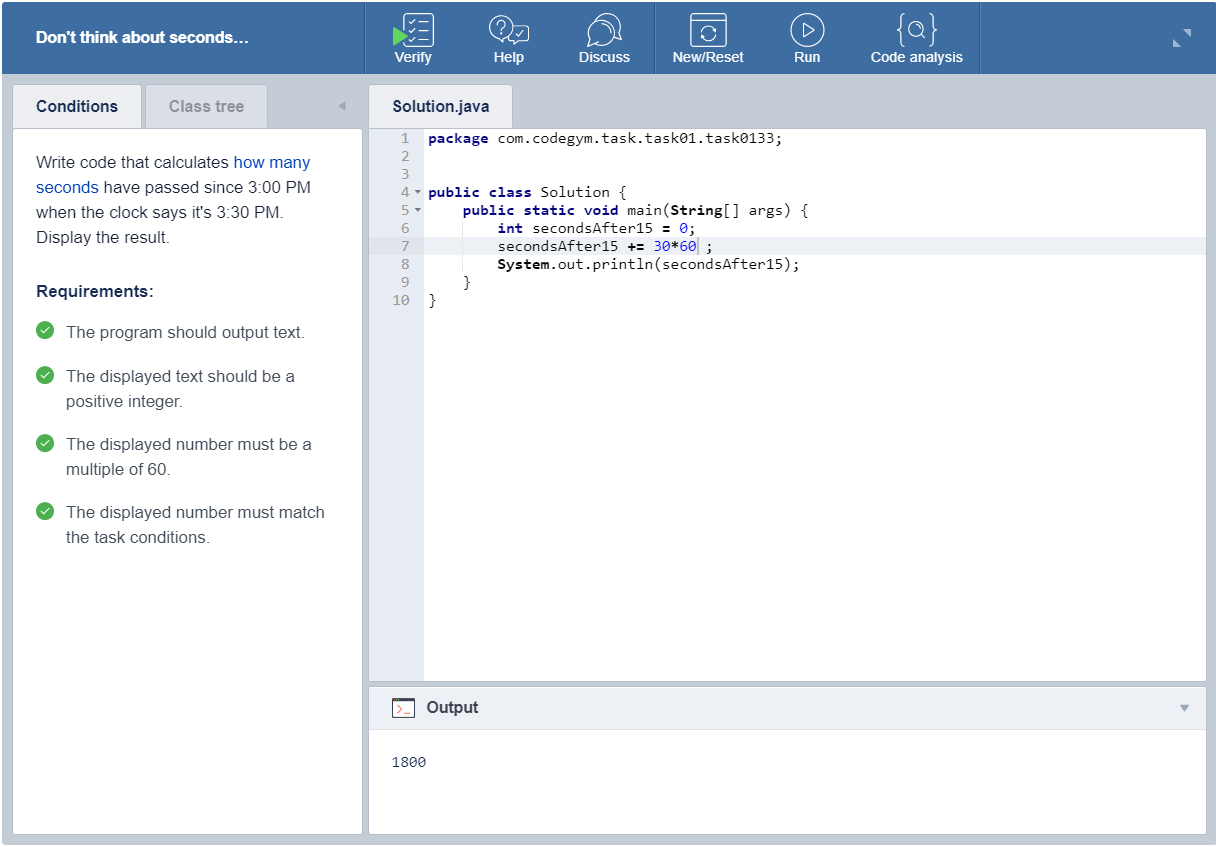 Don't think about seconds…
Verify
Help
Discuss
New/Reset
Run
Code analysis
Conditions
Class tree
Write code that calculates how many
seconds have passed since 3:00 PM
when the clock says it's 3:30 PM.
Display the result.
Requirements:
The program should output text.
The displayed text should be a
positive integer.
The displayed number must be a
multiple of 60.
The displayed number must match
the task conditions.
Solution.java
1 package com.codegym.task.task01.task0133;
2
3
4 public class Solution {
5     public static void main(String[] args) {
6         int secondsAfter15 = 0;
7         secondsAfter15 += 30*60 ;
8         System.out.println(secondsAfter15);
9     }
10 }
Output
1800